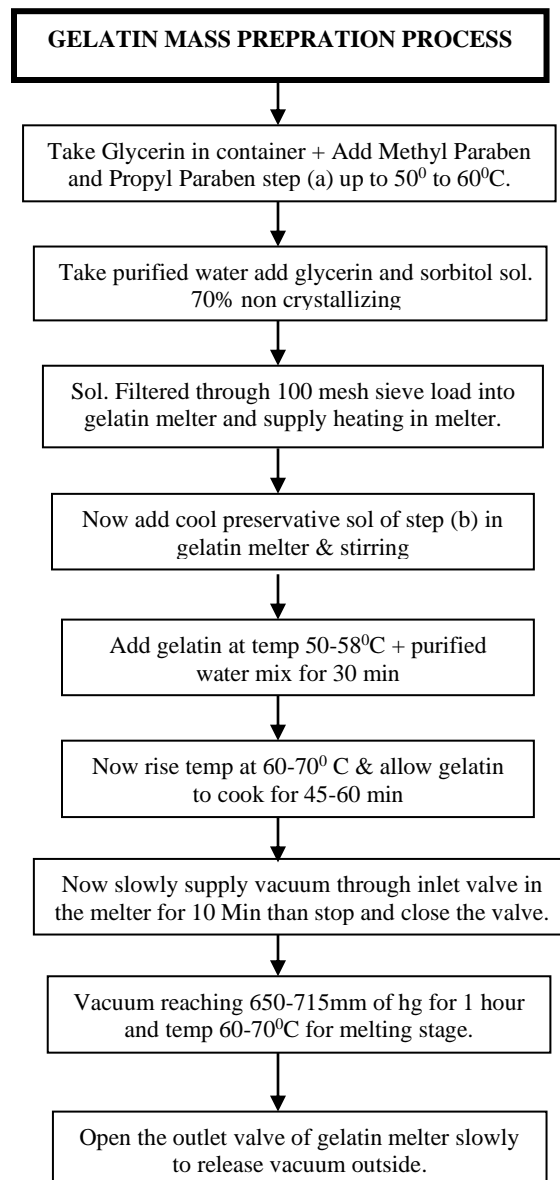 GELATIN MASS PREPRATION PROCESS
Take Glycerin in container + Add Methyl Paraben
and Propyl Paraben step (a) up to 50⁰ to 60⁰C.
Take purified water add glycerin and sorbitol sol.
70% non crystallizing
Sol. Filtered through 100 mesh sieve load into
gelatin melter and supply heating in melter.
Now add cool preservative sol of step (b) in
gelatin melter & stirring
Add gelatin at temp 50-58⁰C + purified
water mix for 30 min
Now rise temp at 60-70⁰ C & allow gelatin
to cook for 45-60 min
Now slowly supply vacuum through inlet valve in
the melter for 10 Min than stop and close the valve.
Vacuum reaching 650-715mm of hg for 1 hour
and temp 60-70⁰C for melting stage.
Open the outlet valve of gelatin melter slowly
to release vacuum outside.